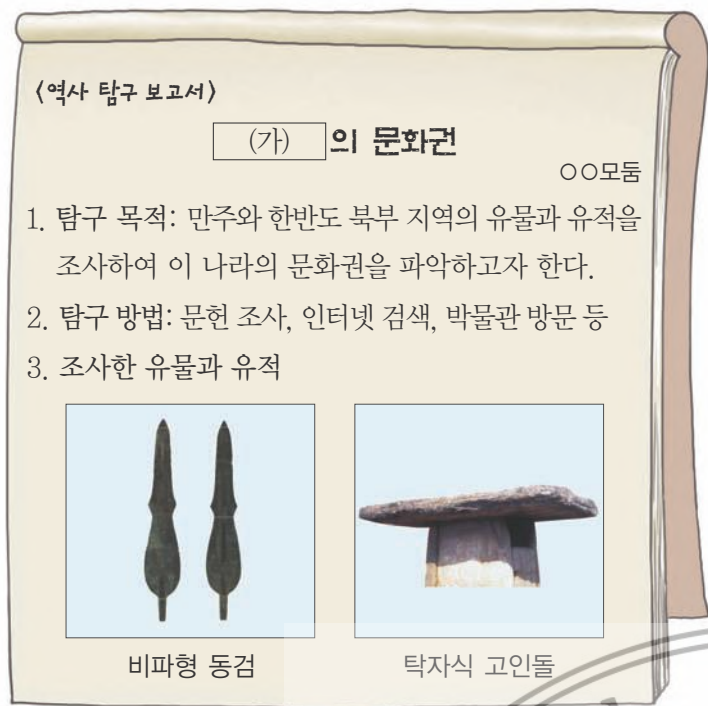 <역사 탐구 보고서>
(가) 의 문화권
○○모둠
1. 탐구 목적: 만주와 한반도 북부 지역의 유물과 유적을
조사하여 이 나라의 문화권을 파악하고자 한다.
2. 탐구 방법: 문헌 조사, 인터넷 검색, 박물관 방문 등
3. 조사한 유물과 유적
비파형 동검
탁자식 고인돌